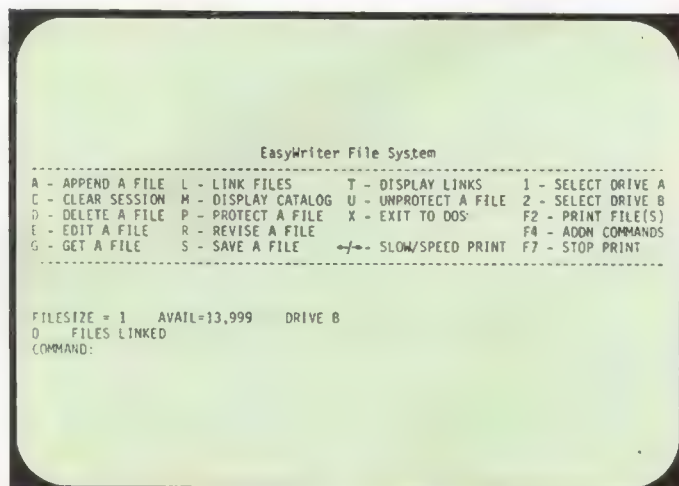 EasyWriter File System
A - APPEND A FILE L - LINK FILES T - DISPLAY LINKS 1 - SELECT DRIVE A
C - CLEAR SESSION M - DISPLAY CATALOG U - UNPROTECT A FILE 2 - SELECT DRIVE B
D - DELETE A FILE P - PROTECT A FILE X - EXIT TO DOS F2 - PRINT FILE(S)
E - EDIT A FILE R - REVISE A FILE F4 - ADDN COMMANDS
G - GET A FILE S - SAVE A FILE ←/→- SLOW/SPEED PRINT F7 - STOP PRINT
FILESIZE = 1 AVAIL=13,999 DRIVE B
0 FILES LINKED
COMMAND: